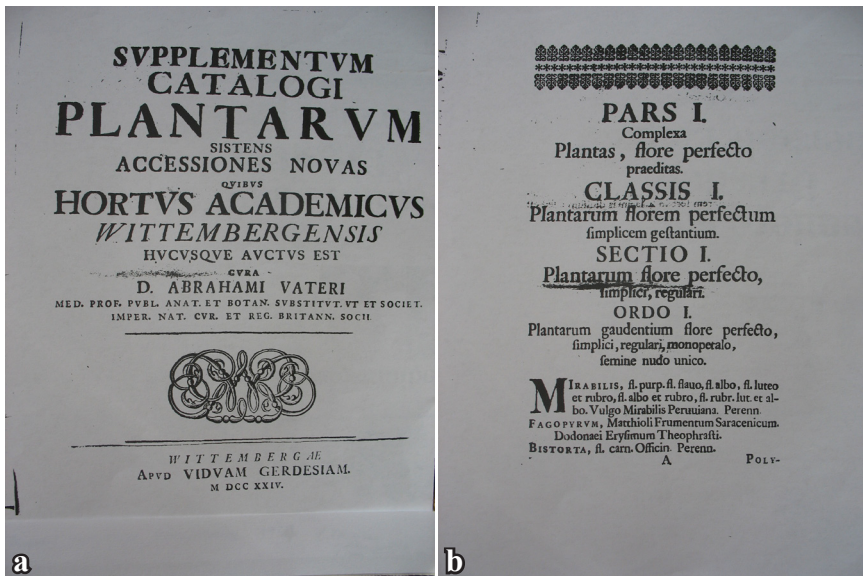 SVPPLEMENTVM
CATALOGI
PLANTARVM
SISTENS
ACCESSIONES NOVAS
QVIBVS
HORTVS ACADEMICVS
WITTEMBERGENSIS
HVCVSQVE AVCTVS EST
CVRA
D. ABRAHAMI VATERI
MED. PROF. PVBL. ANAT. ET BOTAN. SVBSTITVT. VT ET SOCIET.
IMPER. NAT. CVR. ET REG. BRITANN. SOCII.
WITTEMBERGAE
APVD VIDVAM GERDESIAM.
M DCC XXIV.
a
PARS I.
Complexa
Plantas, flore perfecto
praeditas.
CLASSIS I.
Plantarum florem perfectum
ſimplicem geſtantium.
SECTIO I.
Plantarum flore perfecto,
ſimplici, regulari.
ORDO I.
Plantarum gaudentium flore perfecto,
ſimplici, regulari, monopetalo,
ſemine nudo unico.
MIRABILIS, fl. purp. fl. flauo, fl. albo, fl. luteo
et rubro, fl. albo et rubro, fl. rubr. lut. et al-
bo. Vulgo Mirabilis Peruuiana. Perenn.
FAGOPYRVM, Matthioli Frumentum Saracenicum.
Dodonaei Eryſimum Theophraſti.
BISTORTA, fl. carn. Officin. Perenn.
A POLY-
b